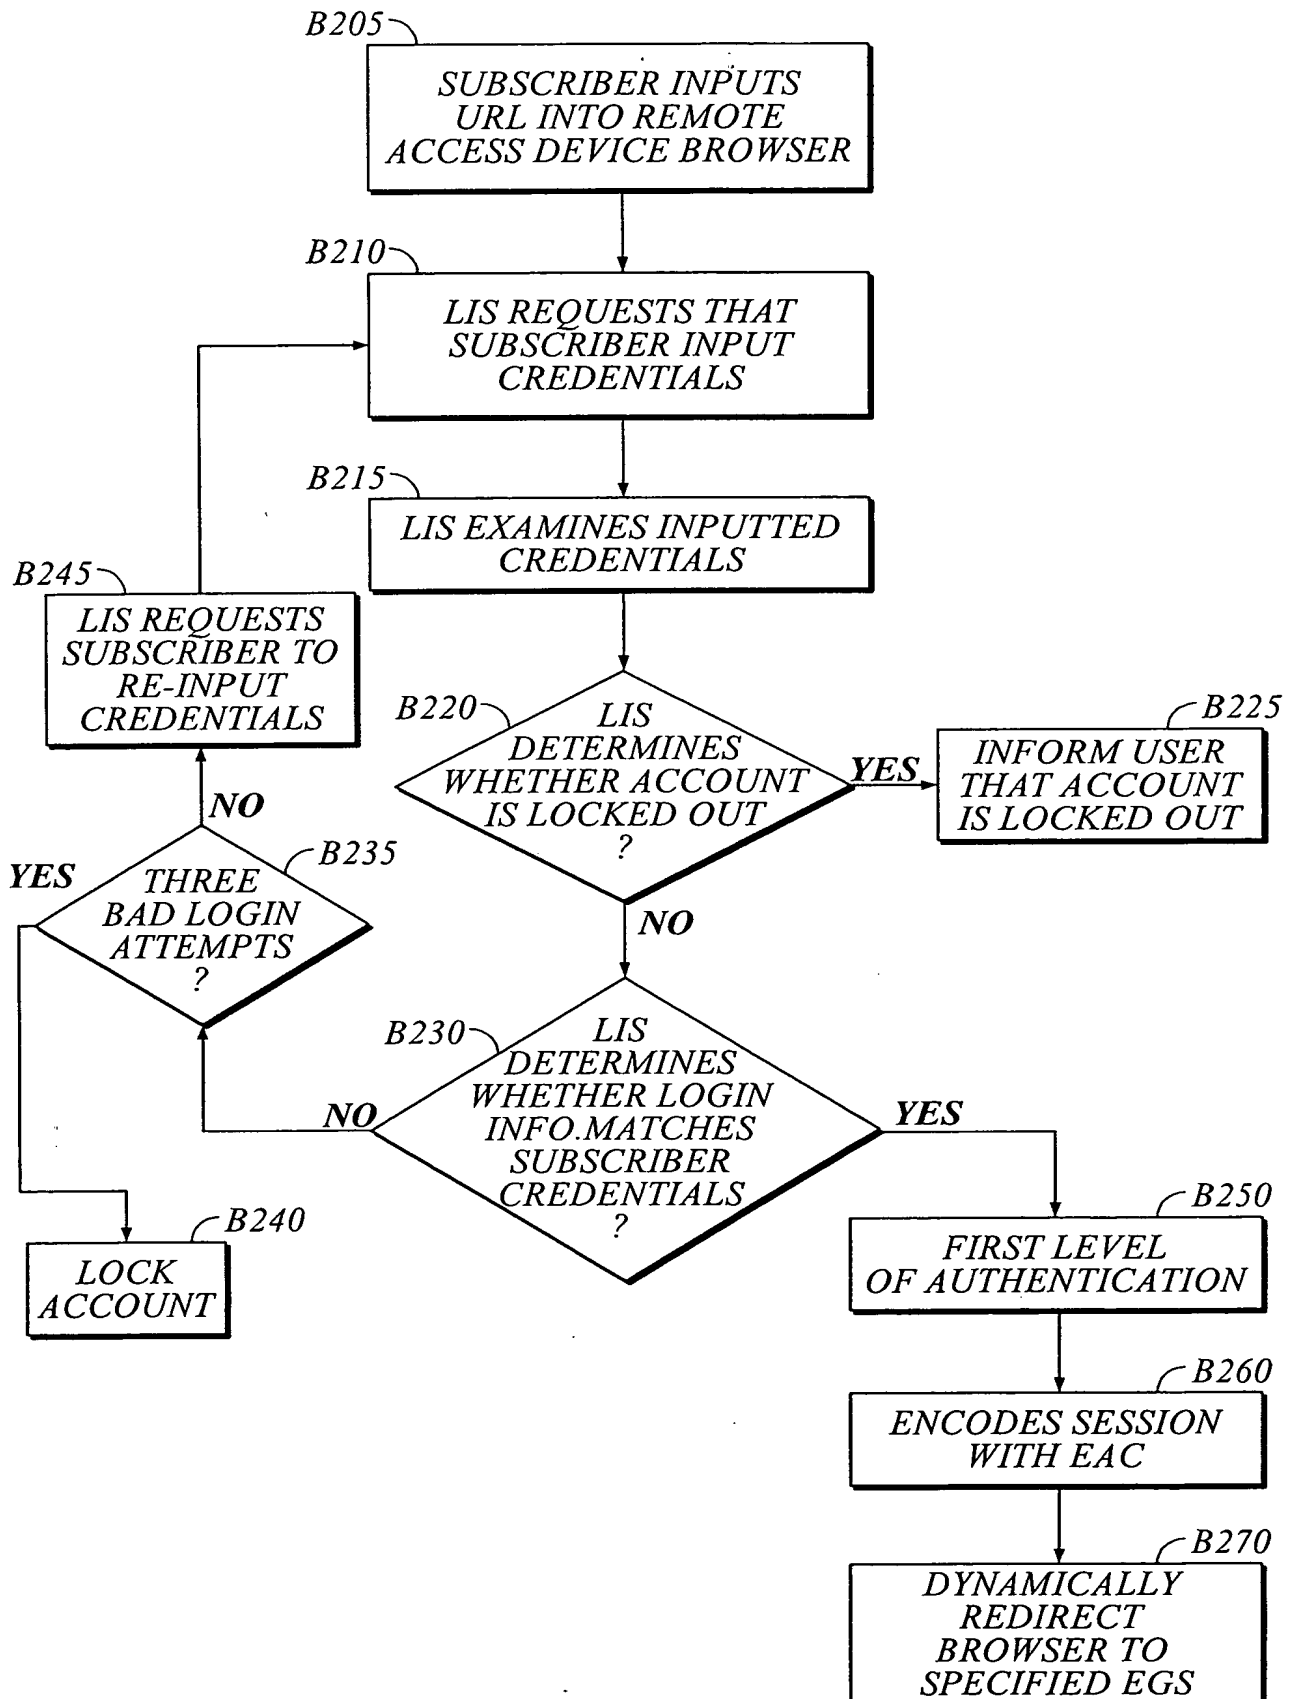 B205
SUBSCRIBER INPUTS
URL INTO REMOTE
ACCESS DEVICE BROWSER
B210
LIS REQUESTS THAT
SUBSCRIBER INPUT
CREDENTIALS
B215
LIS EXAMINES INPUTTED
CREDENTIALS
B245
LIS REQUESTS
SUBSCRIBER TO
RE-INPUT
CREDENTIALS
B220
LIS
DETERMINES
WHETHER ACCOUNT
IS LOCKED OUT
?
YES
B225
INFORM USER
THAT ACCOUNT
IS LOCKED OUT
NO
B235
YES
THREE
BAD LOGIN
ATTEMPTS
?
NO
B230
LIS
DETERMINES
WHETHER LOGIN
INFO.MATCHES
SUBSCRIBER
CREDENTIALS
?
NO
YES
B240
LOCK
ACCOUNT
B250
FIRST LEVEL
OF AUTHENTICATION
B260
ENCODES SESSION
WITH EAC
B270
DYNAMICALLY
REDIRECT
BROWSER TO
SPECIFIED EGS